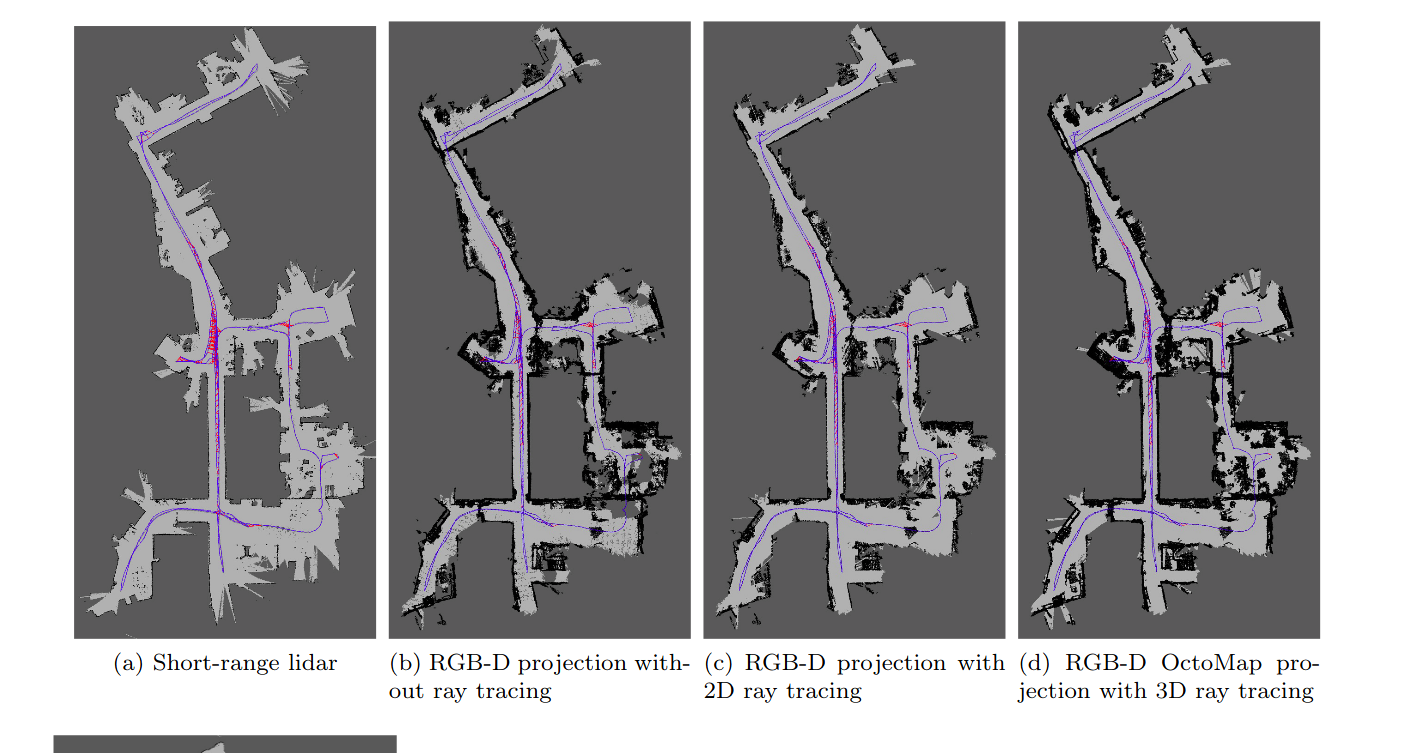 (a) Short-range lidar
(b) RGB-D projection with-
out ray tracing
(c) RGB-D projection with
2D ray tracing
(d) RGB-D OctoMap pro-
jection with 3D ray tracing